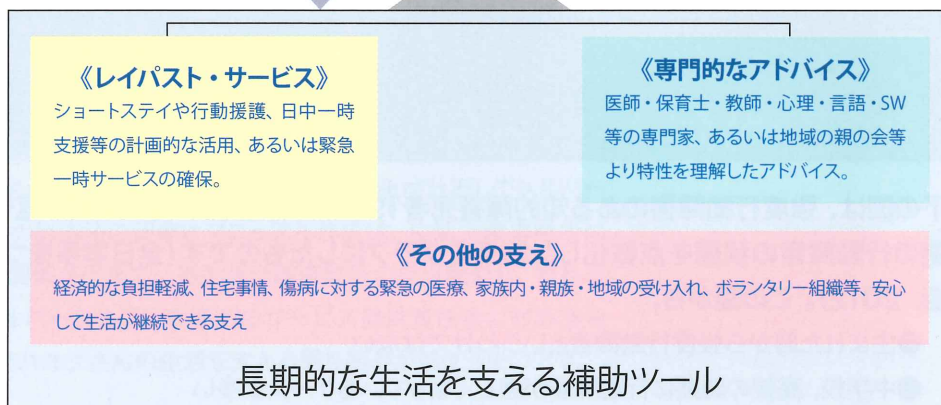 《レイパスト・サービス》
ショートステイや行動援護、日中一時
支援等の計画的な活用、あるいは緊急
一時サービスの確保。
《専門的なアドバイス》
医師・保育士・教師・心理・言語・SW
等の専門家、あるいは地域の親の会等
より特性を理解したアドバイス。
《その他の支え》
経済的な負担軽減、住宅事情、傷病に対する緊急の医療、家族内・親族・地域の受け入れ、ボランタリー組織等、安心
して生活が継続できる支え
長期的な生活を支える補助ツール